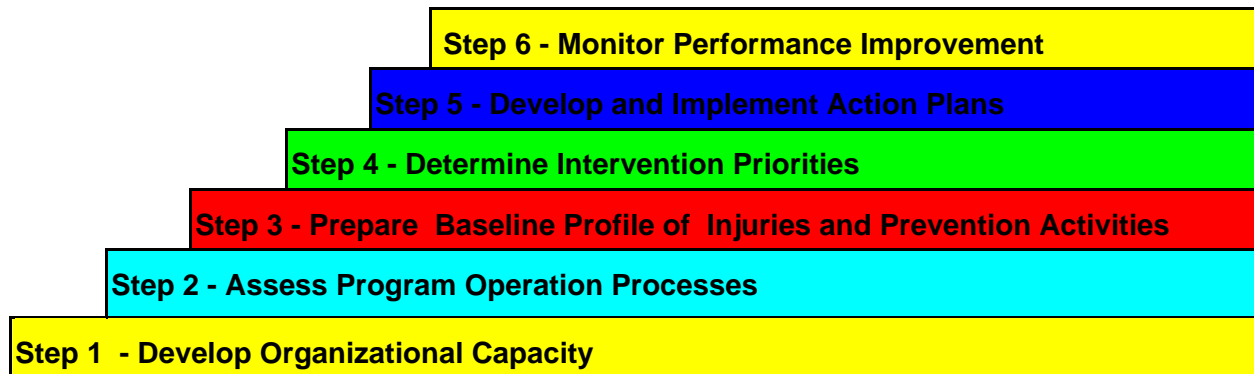 Step 6 - Monitor Performance Improvement
Step 5 - Develop and Implement Action Plans
Step 4 - Determine Intervention Priorities
Step 3 - Prepare  Baseline Profile of  Injuries and Prevention Activities
Step 2 - Assess Program Operation Processes
Step 1  - Develop Organizational Capacity